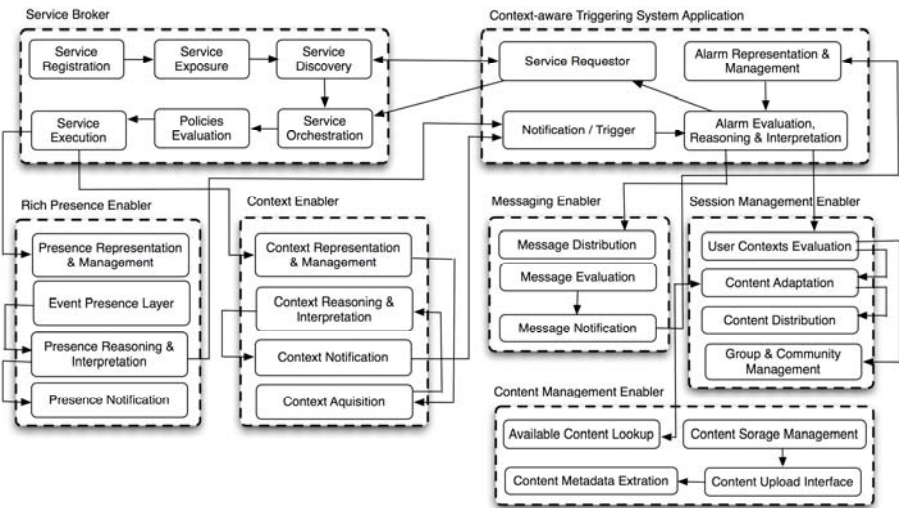 Service Broker
Service
Registration
Service
Exposure
Service
Discovery
Service
Execution
Policies
Evaluation
Service
Orchestration
Context-aware Triggering System Application
Service Requestor
Alarm Representation &
Management
Notification / Trigger
Alarm Evaluation,
Reasoning & Interpretation
Rich Presence Enabler
Presence Representation
& Management
Event Presence Layer
Presence Reasoning &
Interpretation
Presence Notification
Context Enabler
Context Representation
& Management
Context Reasoning &
Interpretation
Context Notification
Context Aquisition
Messaging Enabler
Message Distribution
Message Evaluation
Message Notification
Session Management Enabler
User Contexts Evaluation
Content Adaptation
Content Distribution
Group & Community
Management
Content Management Enabler
Available Content Lookup
Content Sorage Management
Content Metadata Extration
Content Upload Interface